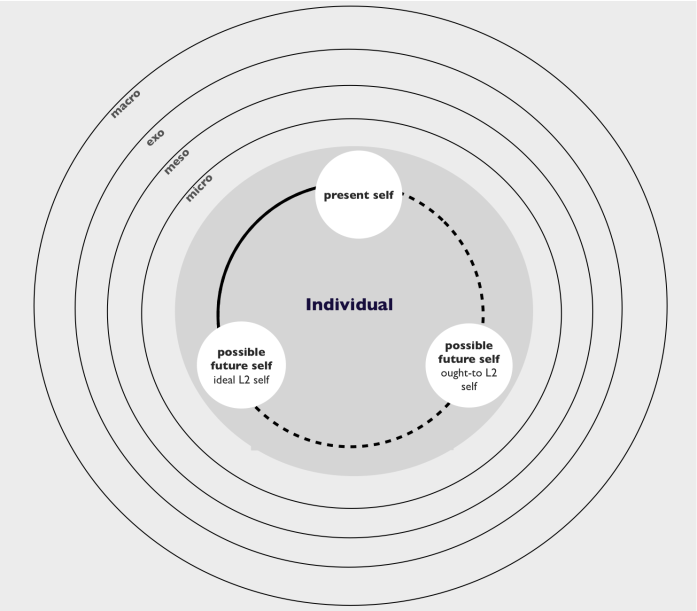 macro
exo
meso
micro
present self
Individual
possible
future self
ideal L2 self
possible
future self
ought-to L2
self